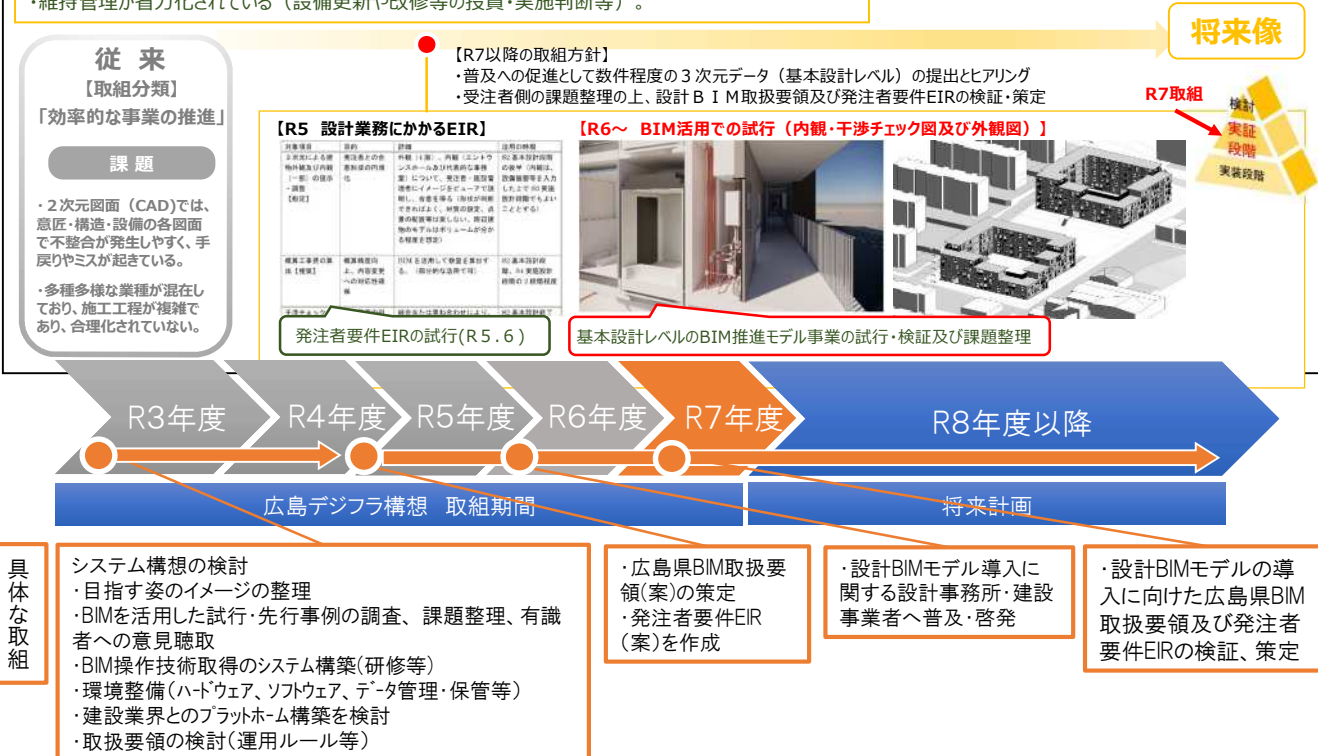 ・維持管理が省力化されている（設備更新や改修等の投資・実施判断等）。
将来像
従 来
【取組分類】
「効率的な事業の推進」
課 題
・２次元図面（CAD)では、
意匠・構造・設備の各図面
で不整合が発生しやすく、手
戻りやミスが起きている。
・多種多様な業種が混在し
ており、施工工程が複雑で
あり、合理化されていない。
【R7以降の取組方針】
・普及への促進として数件程度の３次元データ（基本設計レベル）の提出とヒアリング
・受注者側の課題整理の上、設計ＢＩＭ取扱要領及び発注者要件EIRの検証・策定
R7取組
検討
実証
段階
実装段階
【R5 設計業務にかかるEIR】
対象項目
目的
詳細
活用の時期
発注者要件EIRの試行(Ｒ５.６)
【R6～ BIM活用での試行（内観・干渉チェック図及び外観図）】
基本設計レベルのBIM推進モデル事業の試行・検証及び課題整理
R3年度
R4年度
R5年度
R6年度
R7年度
R8年度以降
広島デジフラ構想 取組期間
将来計画
具体な取組
システム構想の検討
・目指す姿のイメージの整理
・BIMを活用した試行・先行事例の調査、課題整理、有識
者への意見聴取
・BIM操作技術取得のシステム構築(研修等)
・環境整備(ﾊｰﾄﾞｳｪｱ、ｿﾌﾄｳｪｱ、ﾃﾞｰﾀ管理・保管等)
・建設業界とのプラットホーム構築を検討
・取扱要領の検討(運用ルール等)
・広島県BIM取扱要
領(案)の策定
・発注者要件EIR
(案)を作成
・設計BIMモデル導入に
関する設計事務所・建設
事業者へ普及・啓発
・設計BIMモデルの導
入に向けた広島県BIM
取扱要領及び発注者
要件EIRの検証、策定